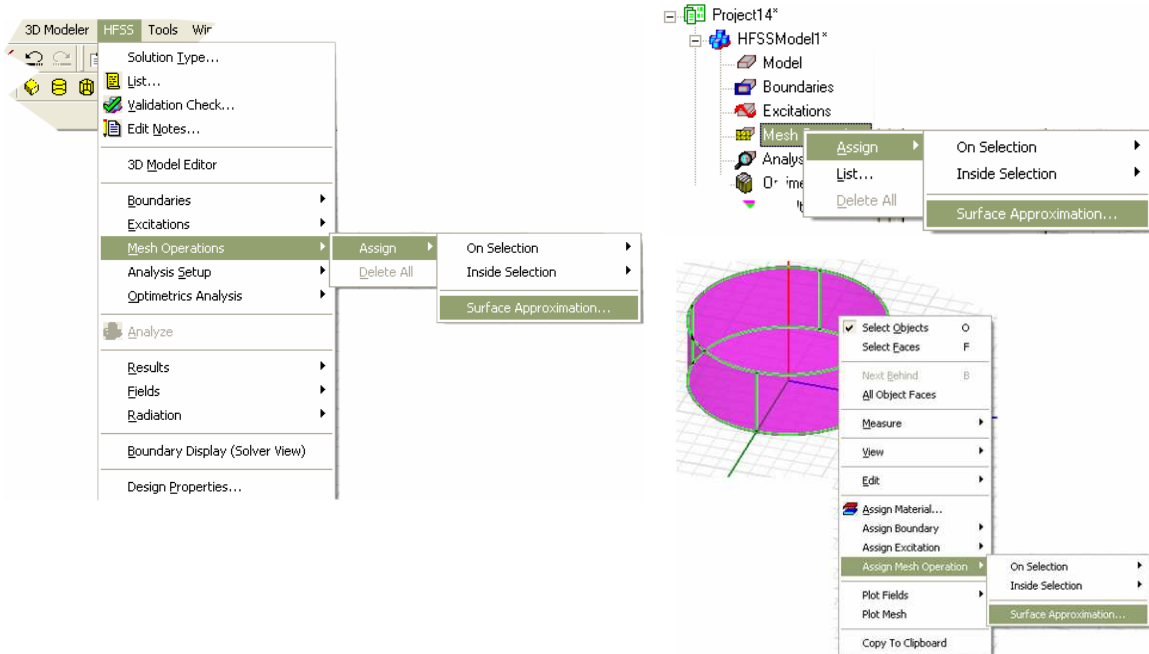 3D Modeler HFSS Tools
Solution Type...
List...
Validation Check...
Edit Notes...
3D Model Editor
Boundaries
Excitations
Mesh Operations
Analysis Setup
Optimetrics Analysis
Analyze
Results
Fields
Radiation
Boundary Display (Solver View)
Design Properties...
Assign
Delete All
On Selection
Inside Selection
Surface Approximation...
Project14*
HFSSModel1*
Model
Boundaries
Excitations
Mesh
Analys
Assign
List...
Delete All
On Selection
Inside Selection
Surface Approximation...
Select Objects O
Select Faces F
Next Behind B
All Object Faces
Measure
View
Edit
Assign Material...
Assign Boundary
Assign Excitation
Assign Mesh Operation
Plot Fields
Plot Mesh
Copy To Clipboard
On Selection
Inside Selection
Surface Approximation...